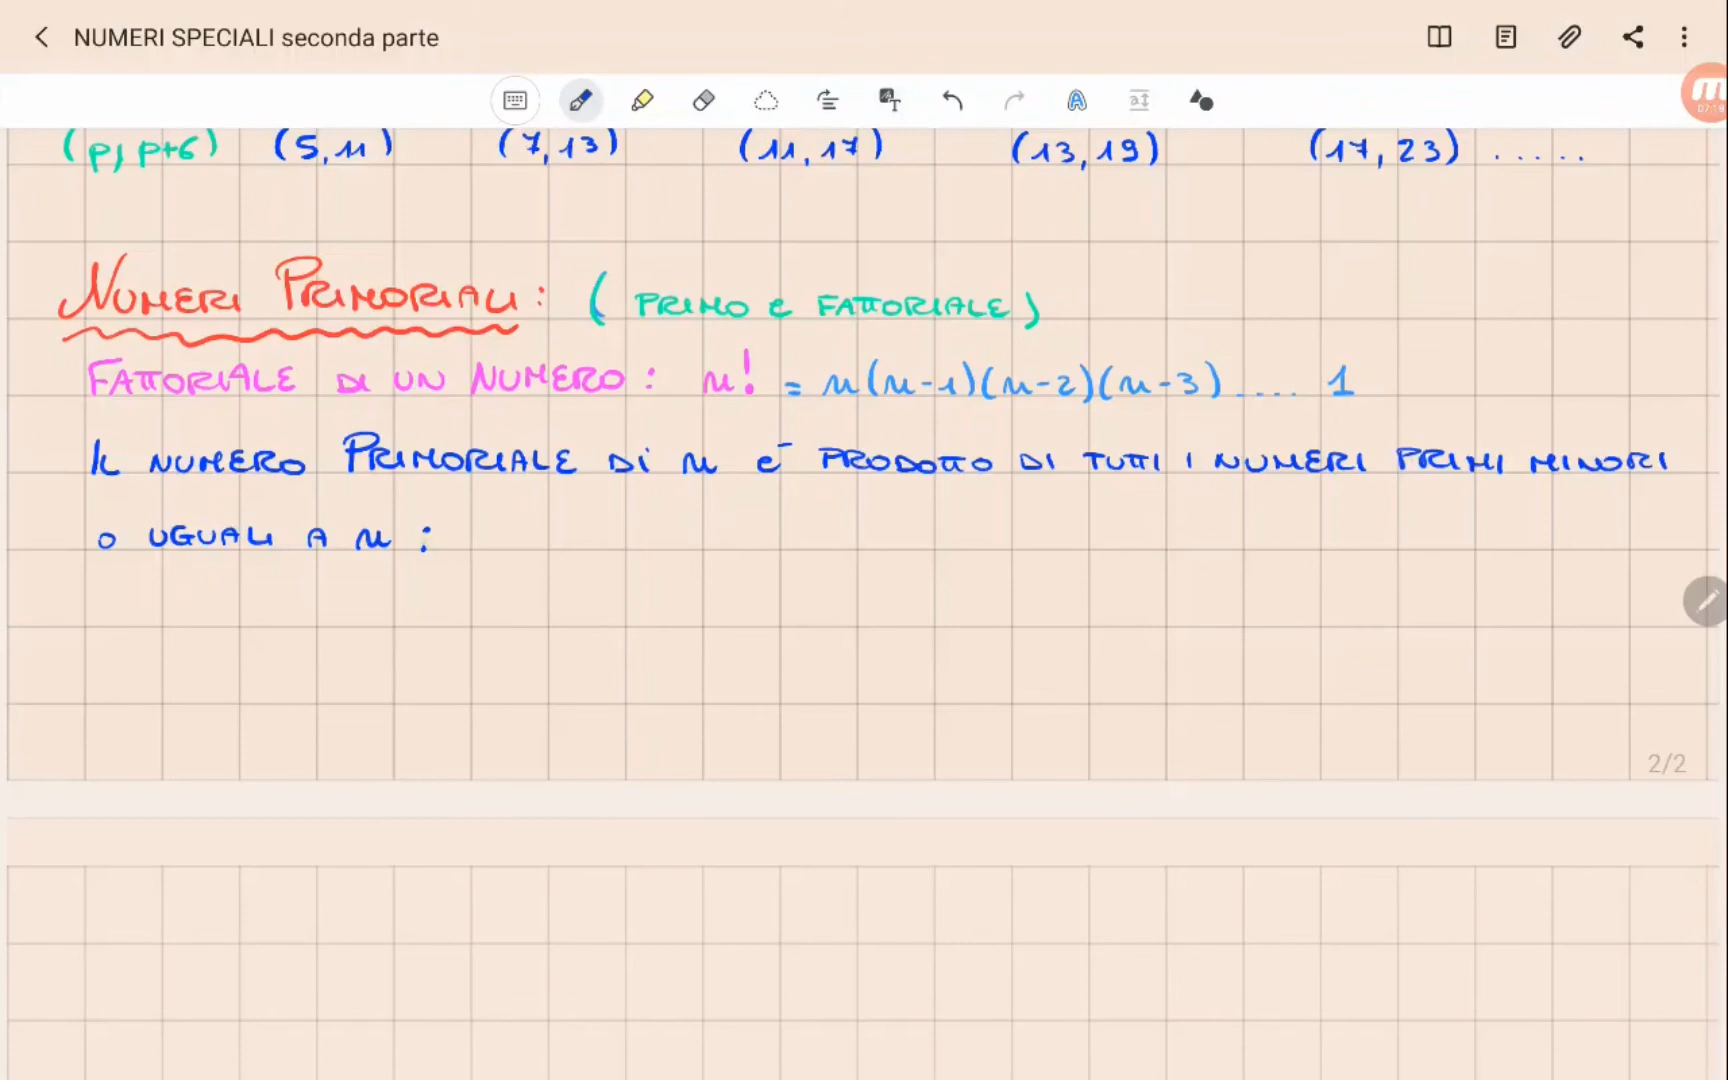 NUMERI SPECIALI seconda parte
07:19
(p, p+6) (5,11) (7,13) (11,17) (13,19) (17,23) .....
NUMERI PRIMORIALI: (PRIMO E FATTORIALE)
FATTORIALE DI UN NUMERO: n! = n(n-1)(n-2)(n-3).... 1
IL NUMERO PRIMORIALE DI n È PRODOTTO DI TUTTI I NUMERI PRIMI MINORI
O UGUALI A n :
2/2